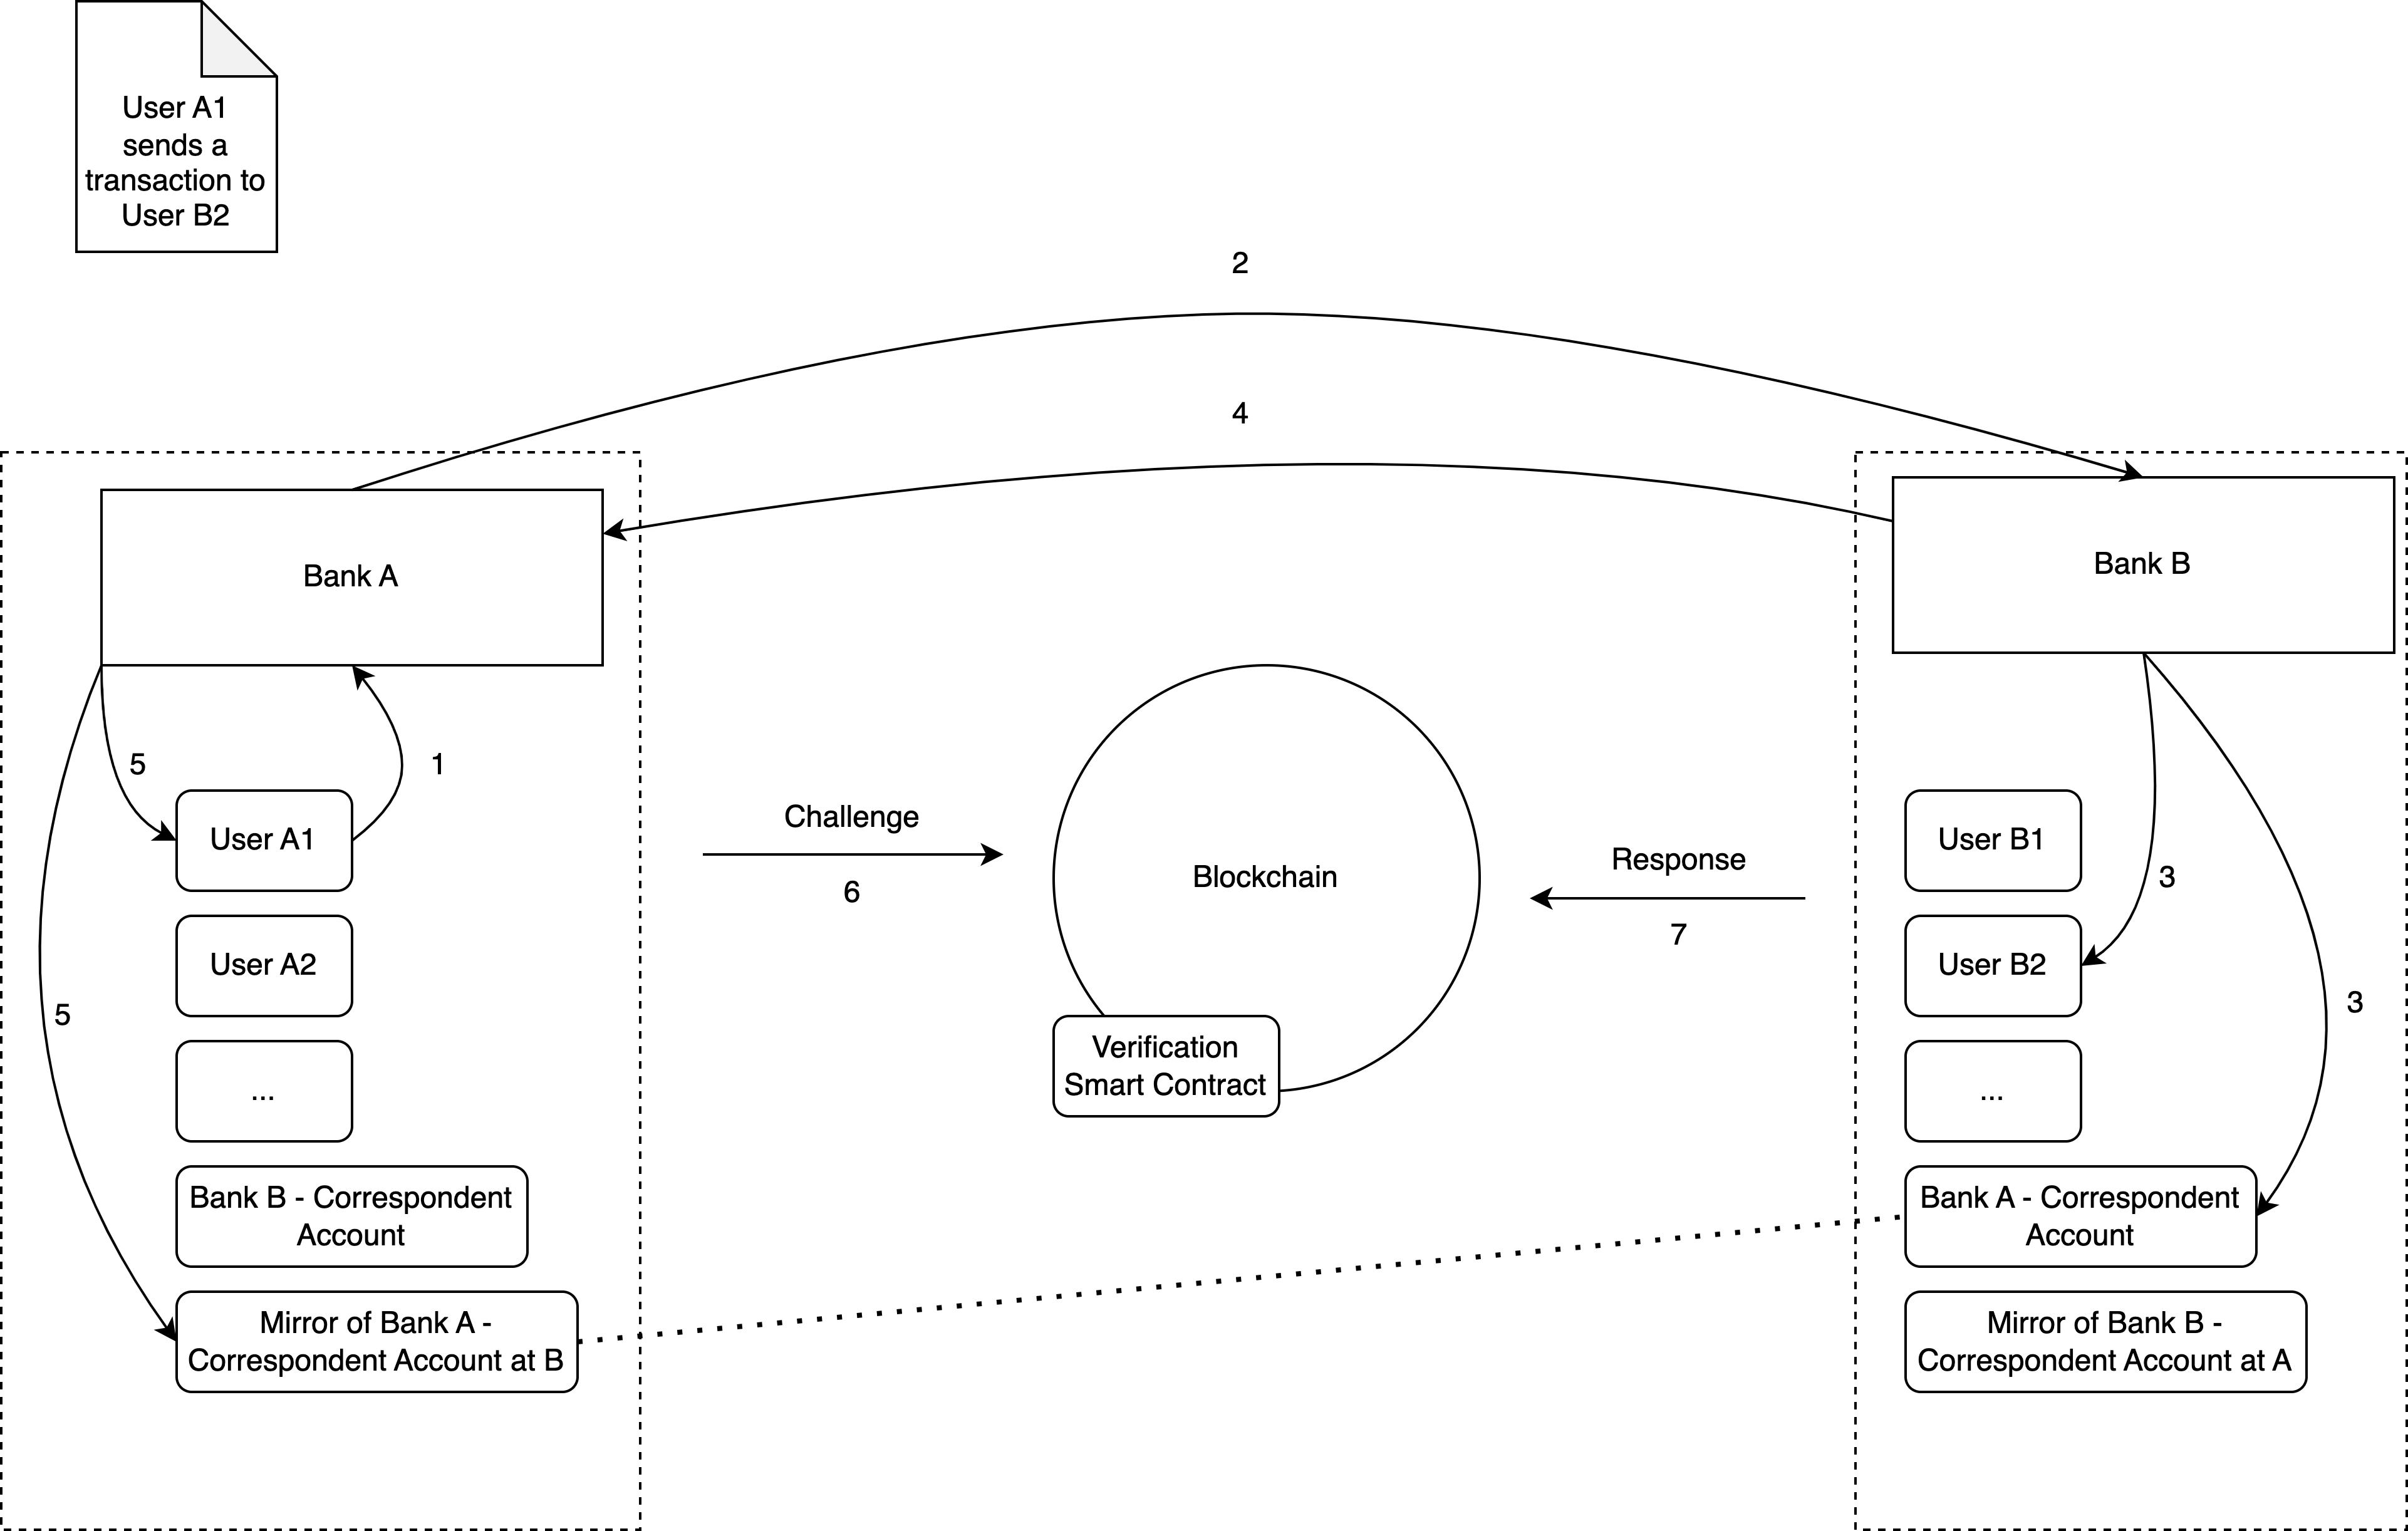 User A1
sends a
transaction to
User B2
2
4
Bank A
Bank B
5
1
User A1
User A2
...
5
Bank B - Correspondent
Account
Mirror of Bank A -
Correspondent Account at B
Challenge
6
Blockchain
Verification
Smart Contract
Response
7
User B1
3
User B2
3
...
Bank A - Correspondent
Account
Mirror of Bank B -
Correspondent Account at A